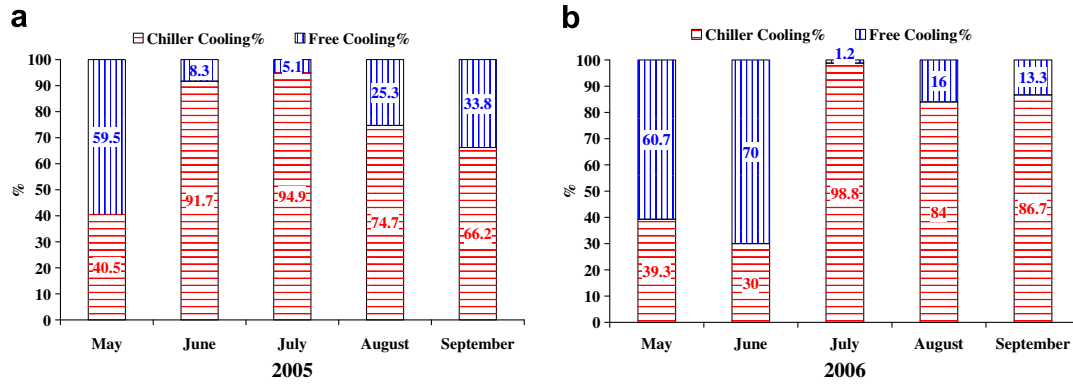 a
%
Chiller Cooling% Free Cooling%
100
90
80
70
60
50
40
30
20
10
0
59.5 8.3 5.1 25.3 33.8
40.5 91.7 94.9 74.7 66.2
May June July August September
2005
b
%
Chiller Cooling% Free Cooling%
100
90
80
70
60
50
40
30
20
10
0
60.7 70 1.2 16 13.3
39.3 30 98.8 84 86.7
May June July August September
2006